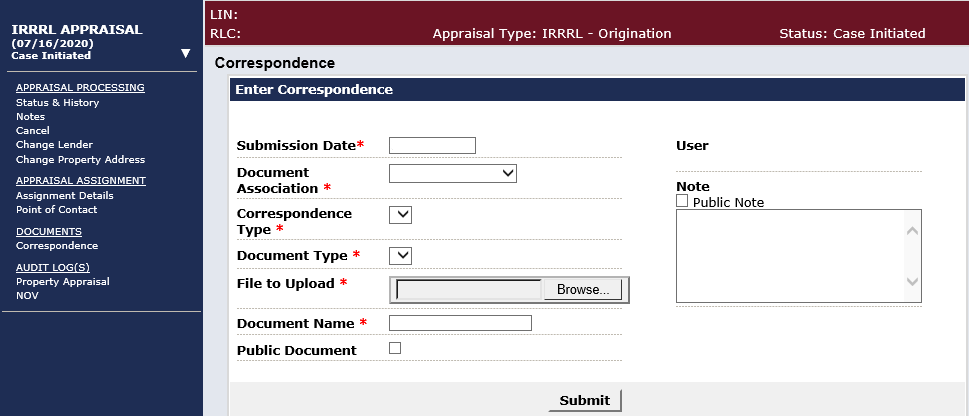 IRRRL APPRAISAL
(07/16/2020)
Case Initiated
APPRAISAL PROCESSING
Status & History
Notes
Cancel
Change Lender
Change Property Address
APPRAISAL ASSIGNMENT
Assignment Details
Point of Contact
DOCUMENTS
Correspondence
AUDIT LOG(S)
Property Appraisal
NOV
LIN:
RLC: Appraisal Type: IRRRL - Origination Status: Case Initiated
Correspondence
Enter Correspondence
Submission Date*
Document
Association *
Correspondence
Type *
Document Type *
File to Upload * Browse...
Document Name *
Public Document
User
Note
Public Note
Submit